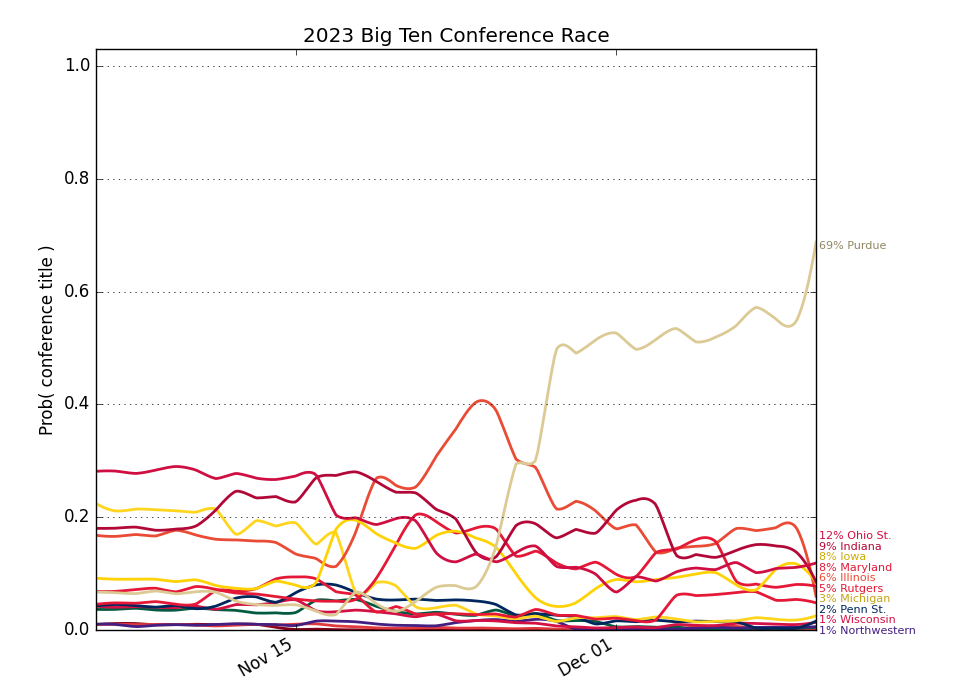 2023 Big Ten Conference Race
Prob( conference title )
1.0
0.8
0.6
0.4
0.2
0.0
Nov 15
Dec 01
69% Purdue
12% Ohio St.
9% Indiana
8% Iowa
8% Maryland
6% Illinois
5% Rutgers
3% Michigan
2% Penn St.
1% Wisconsin
1% Northwestern